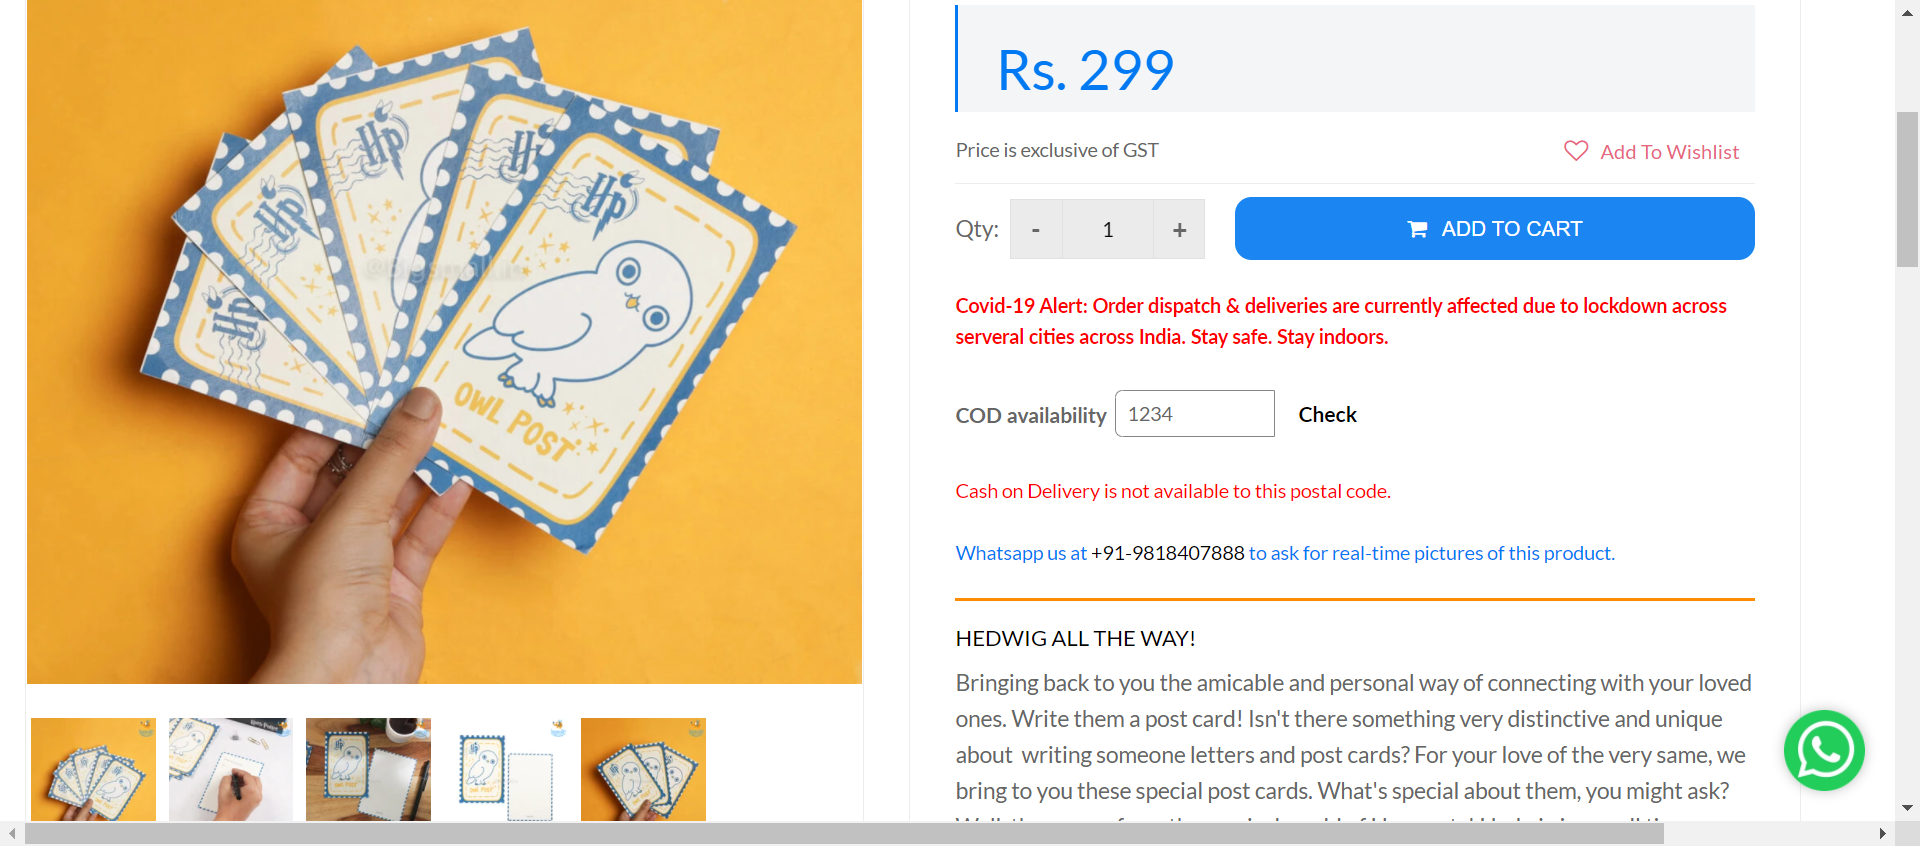 Hp
Hp
Hp
Hp
Hp
OWL POST
Rs. 299
Price is exclusive of GST
Add To Wishlist
Qty: - 1 +
ADD TO CART
Covid-19 Alert: Order dispatch & deliveries are currently affected due to lockdown across
serveral cities across India. Stay safe. Stay indoors.
COD availability 1234 Check
Cash on Delivery is not available to this postal code.
Whatsapp us at +91-9818407888 to ask for real-time pictures of this product.
HEDWIG ALL THE WAY!
Bringing back to you the amicable and personal way of connecting with your loved
ones. Write them a post card! Isn't there something very distinctive and unique
about writing someone letters and post cards? For your love of the very same, we
bring to you these special post cards. What's special about them, you might ask?